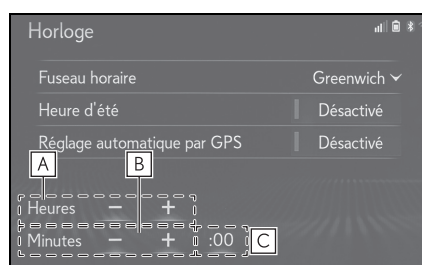 Horloge
Fuseau horaire Greenwich
Heure d'été Désactivé
Réglage automatique par GPS Désactivé
A B
Heures − +
Minutes − + :00 C